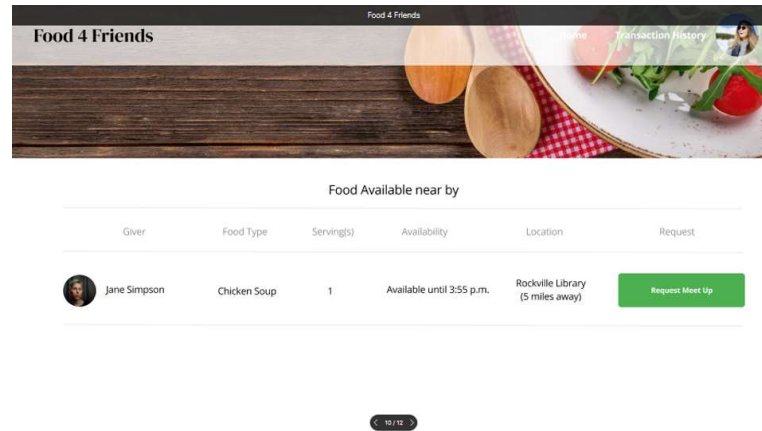 Food 4 Friends
Food 4 Friends
Home
Transaction History
Food Available near by
Giver
Food Type
Serving(s)
Availability
Location
Request
Jane Simpson
Chicken Soup
1
Available until 3:55 p.m.
Rockville Library
(5 miles away)
Request Meet Up
10 / 12